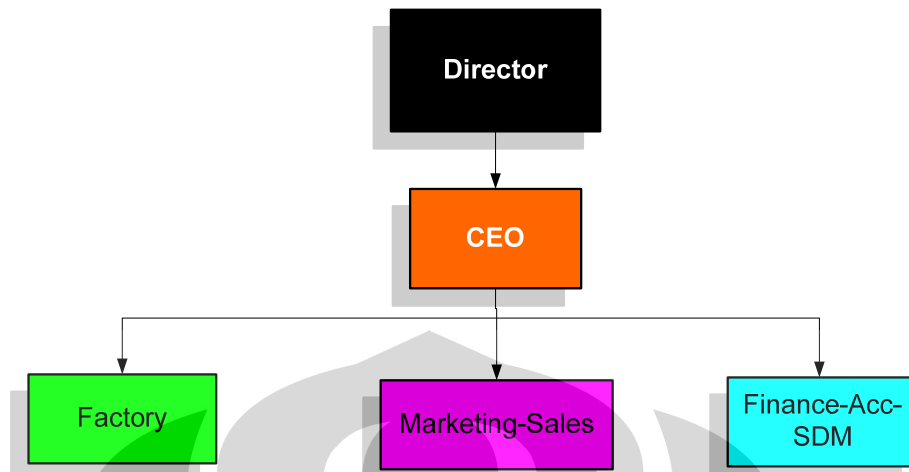 Director
CEO
Factory
Marketing-Sales
Finance-Acc-
SDM